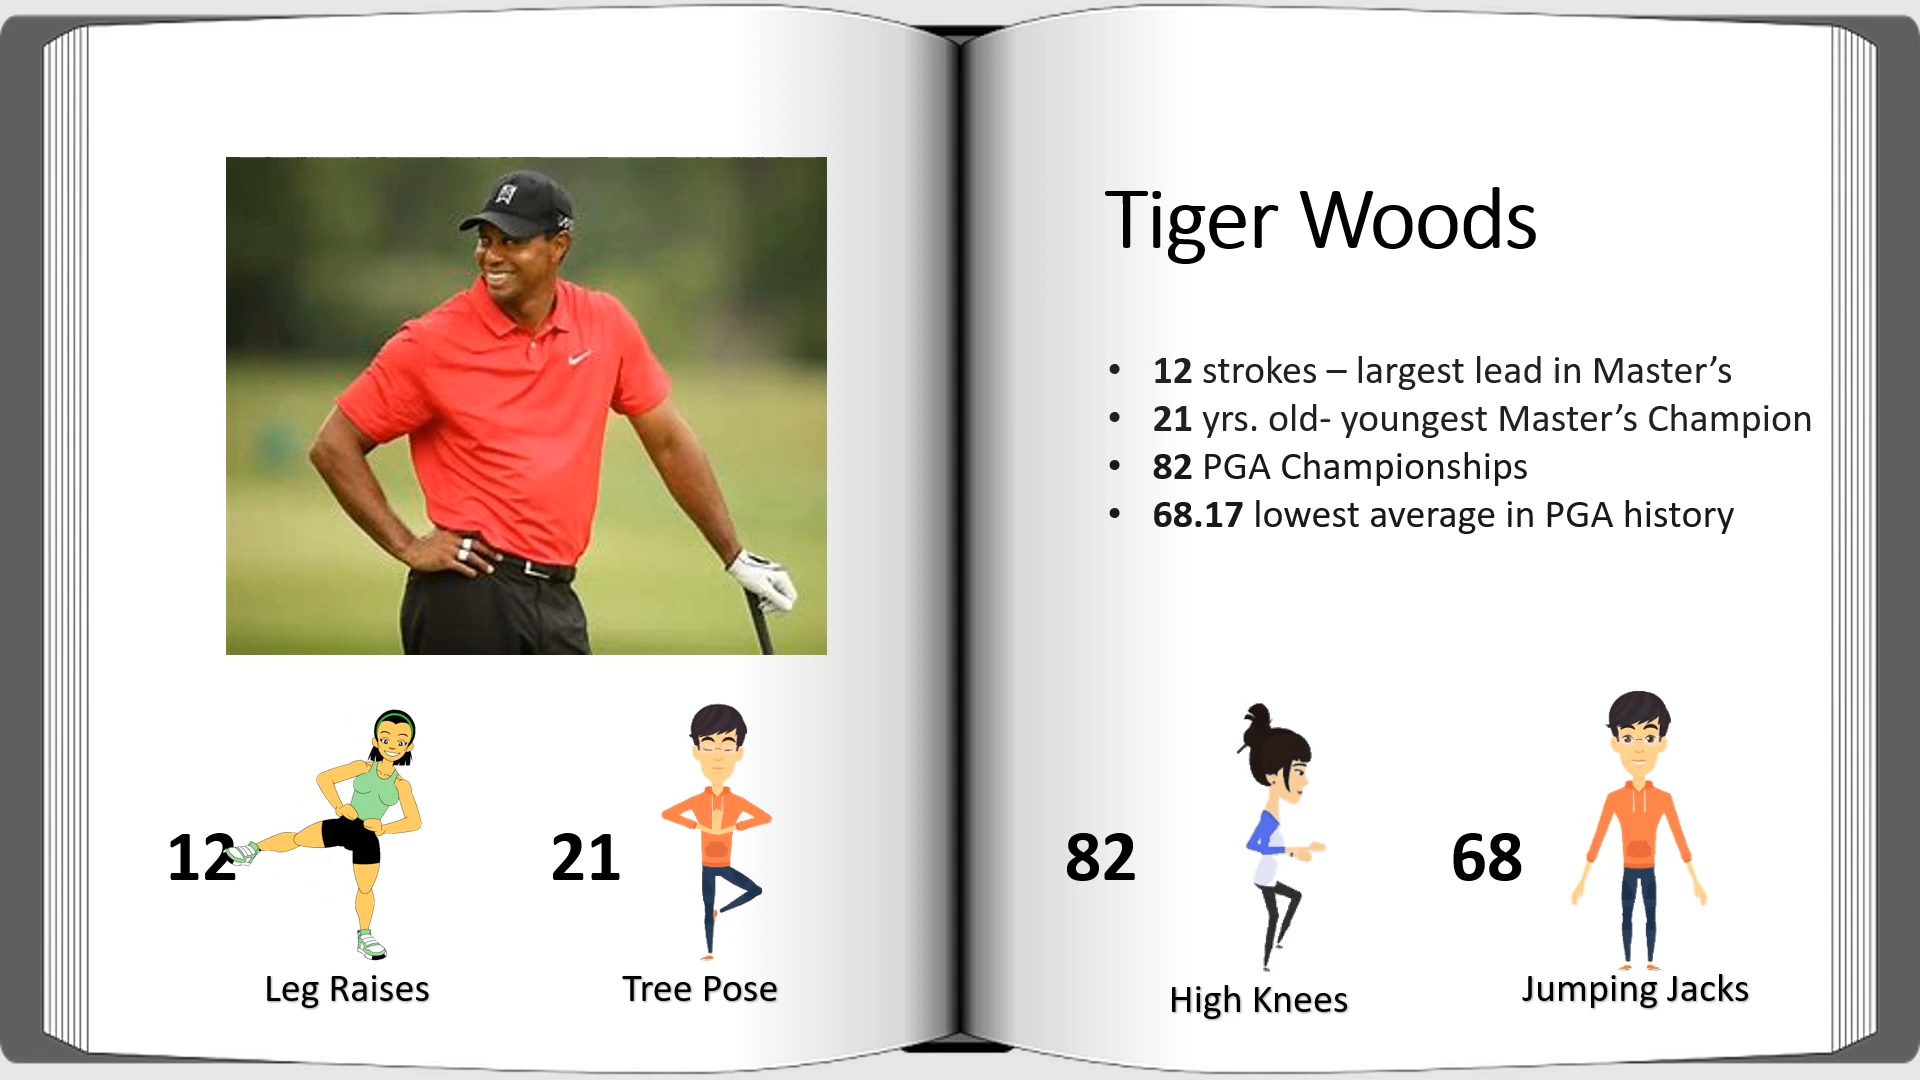 Tiger Woods
• 12 strokes – largest lead in Master’s
• 21 yrs. old- youngest Master’s Champion
• 82 PGA Championships
• 68.17 lowest average in PGA history
12
Leg Raises
21
Tree Pose
82
High Knees
68
Jumping Jacks